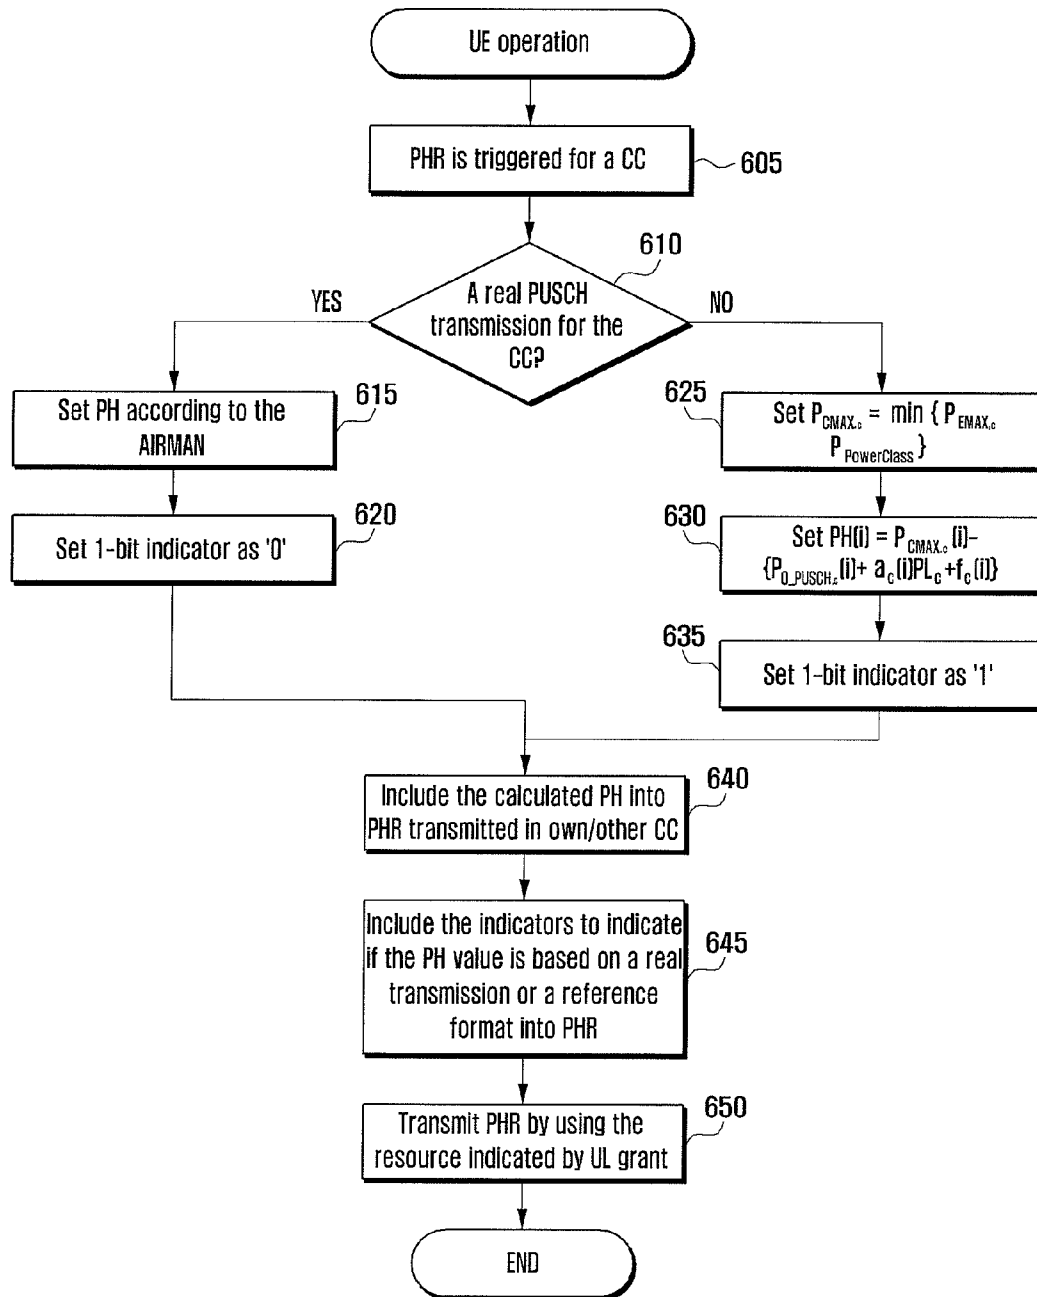 UE operation
PHR is triggered for a CC
605
610
A real PUSCH
transmission for the
CC?
YES
NO
Set PH according to the
AIRMAN
615
Set 1-bit indicator as '0'
620
625
Set P_CMAX,c = min { P_EMAX,c
P_PowerClass }
630
Set PH(i) = P_CMAX,c (i)-
{P_0_PUSCH,c(i)+ a_c(i)PL_c +f_c(i)}
635
Set 1-bit indicator as '1'
Include the calculated PH into
PHR transmitted in own/other CC
640
Include the indicators to indicate
if the PH value is based on a real
transmission or a reference
format into PHR
645
Transmit PHR by using the
resource indicated by UL grant
650
END